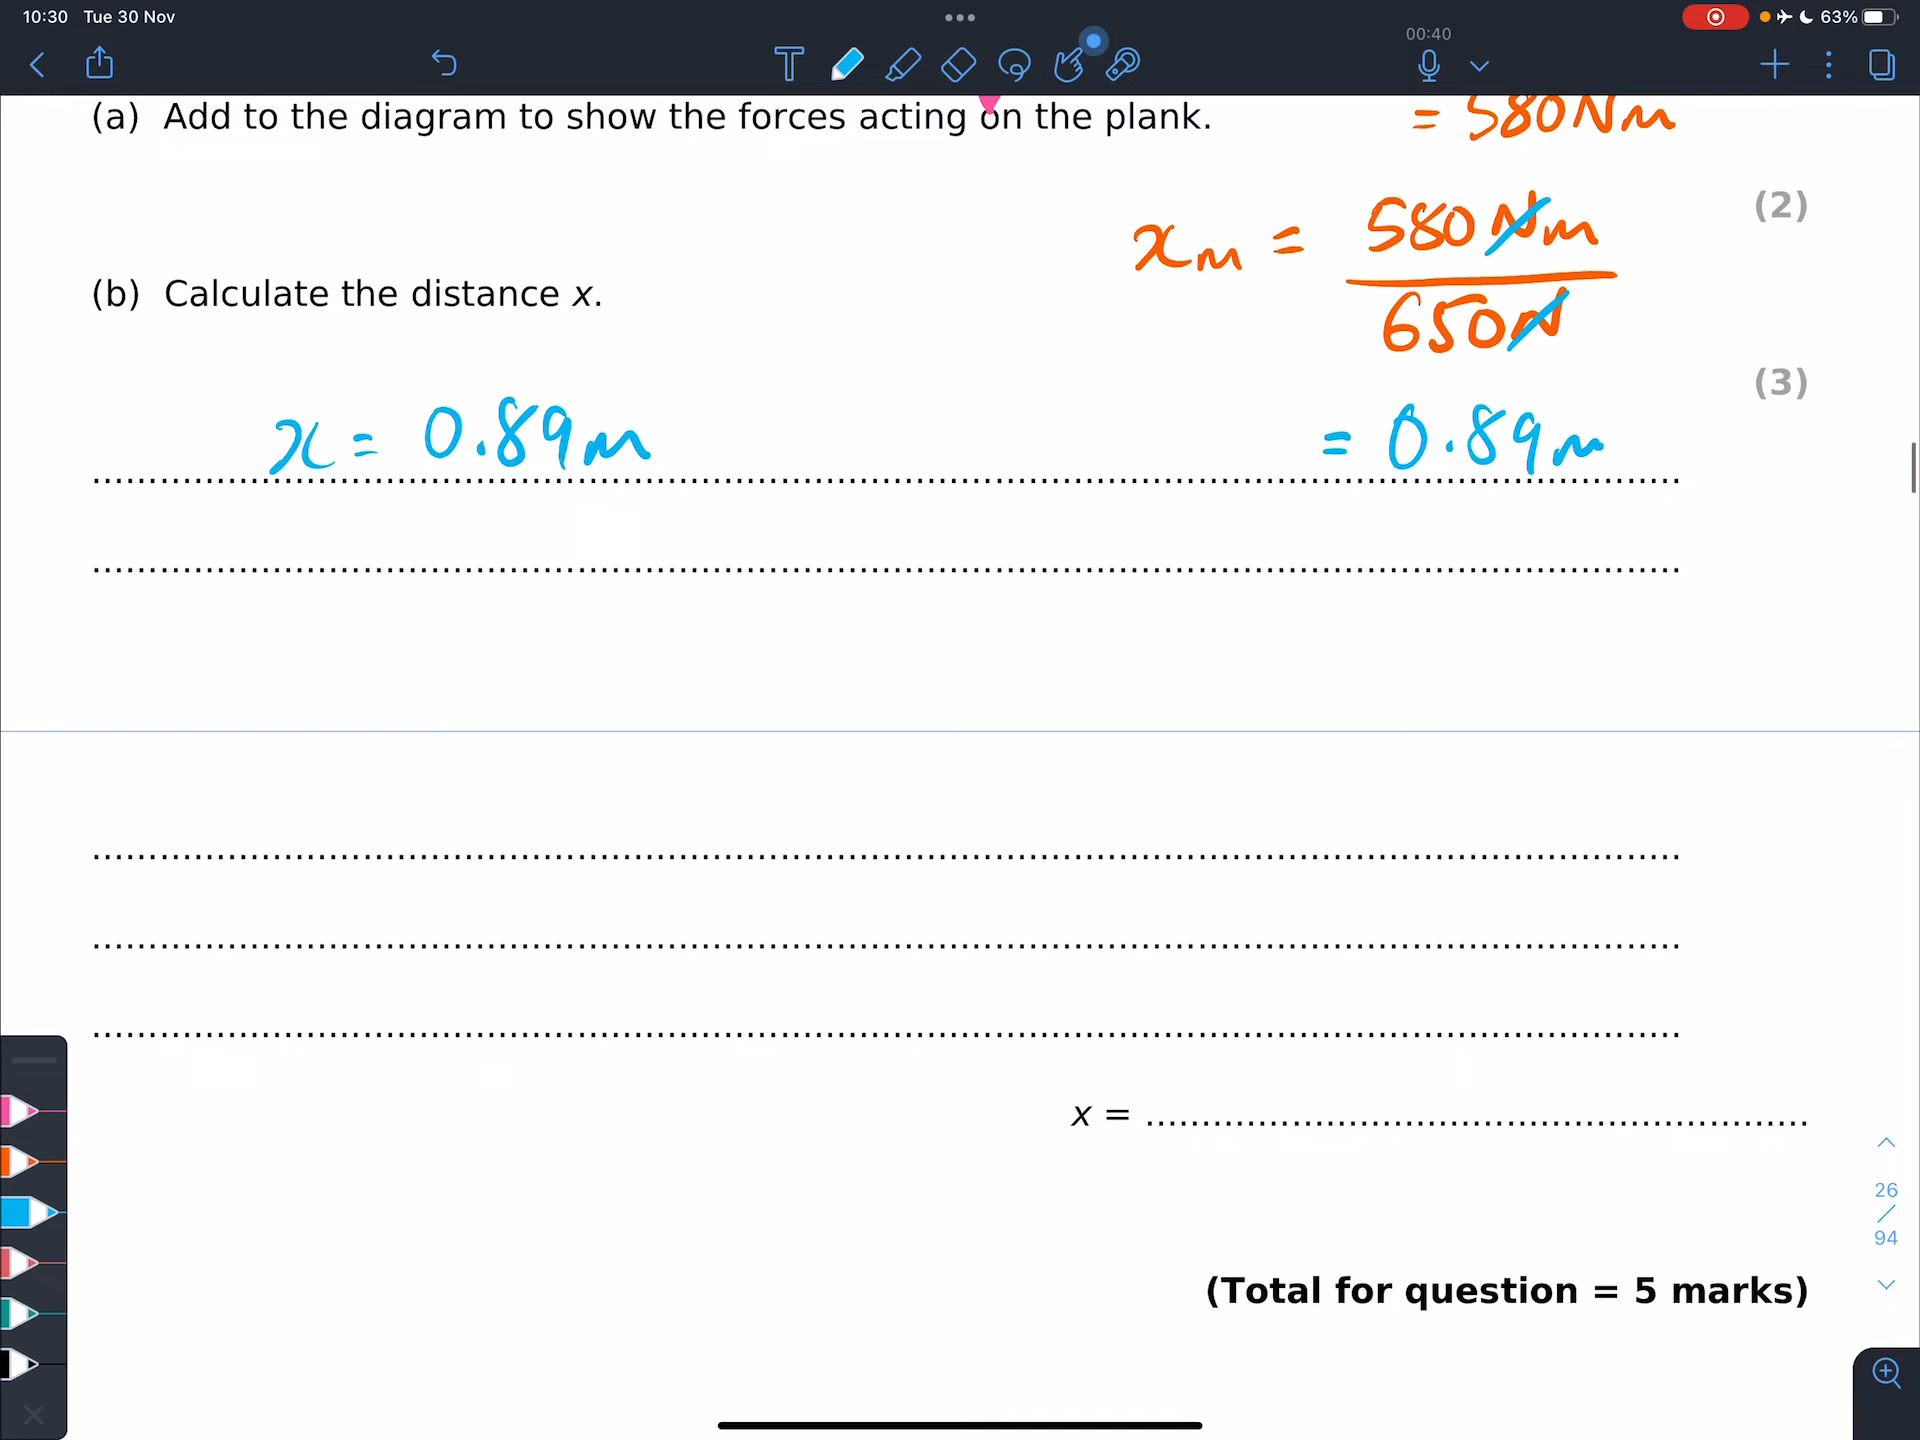 10:30 Tue 30 Nov
63%
00:40
(a) Add to the diagram to show the forces acting on the plank.
= 580Nm
(2)
xm = 580Nm
650N
(b) Calculate the distance x.
(3)
x = 0.89m
= 0.89m
x =
26
/
94
(Total for question = 5 marks)